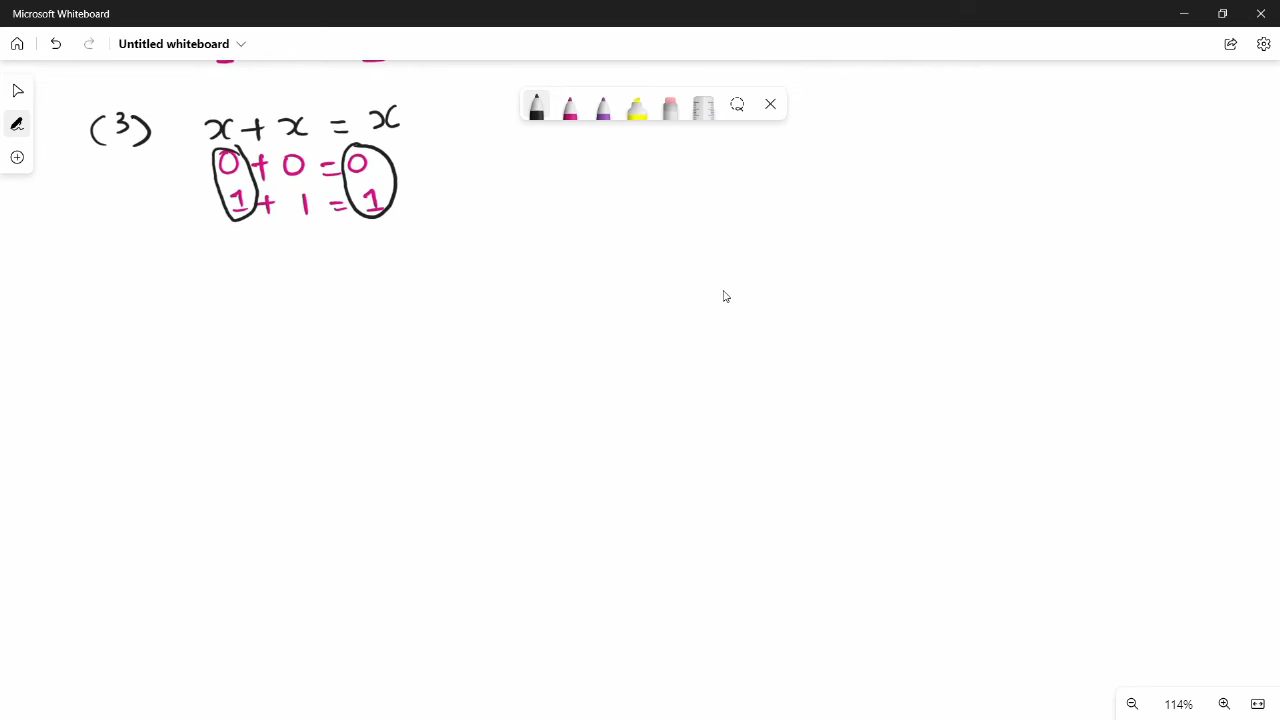 Microsoft Whiteboard
Untitled whiteboard
(3) x + x = x
0 + 0 = 0
1 + 1 = 1
114%